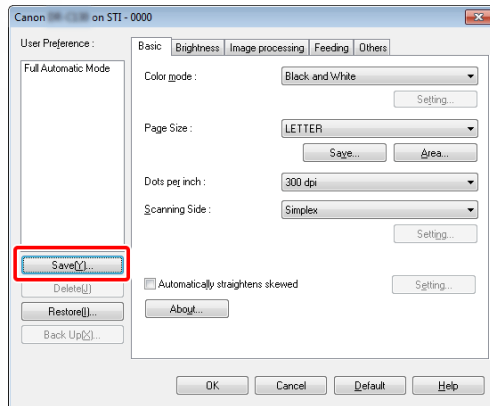 Canon on STI - 0000
User Preference :
Full Automatic Mode
Save(Y)...
Delete(J)
Restore(I)...
Back Up(X)...
Basic Brightness Image processing Feeding Others
Color mode : Black and White
Setting...
Page Size : LETTER
Save... Area...
Dots per inch : 300 dpi
Scanning Side : Simplex
Setting...
Automatically straightens skewed Setting...
About...
OK Cancel Default Help